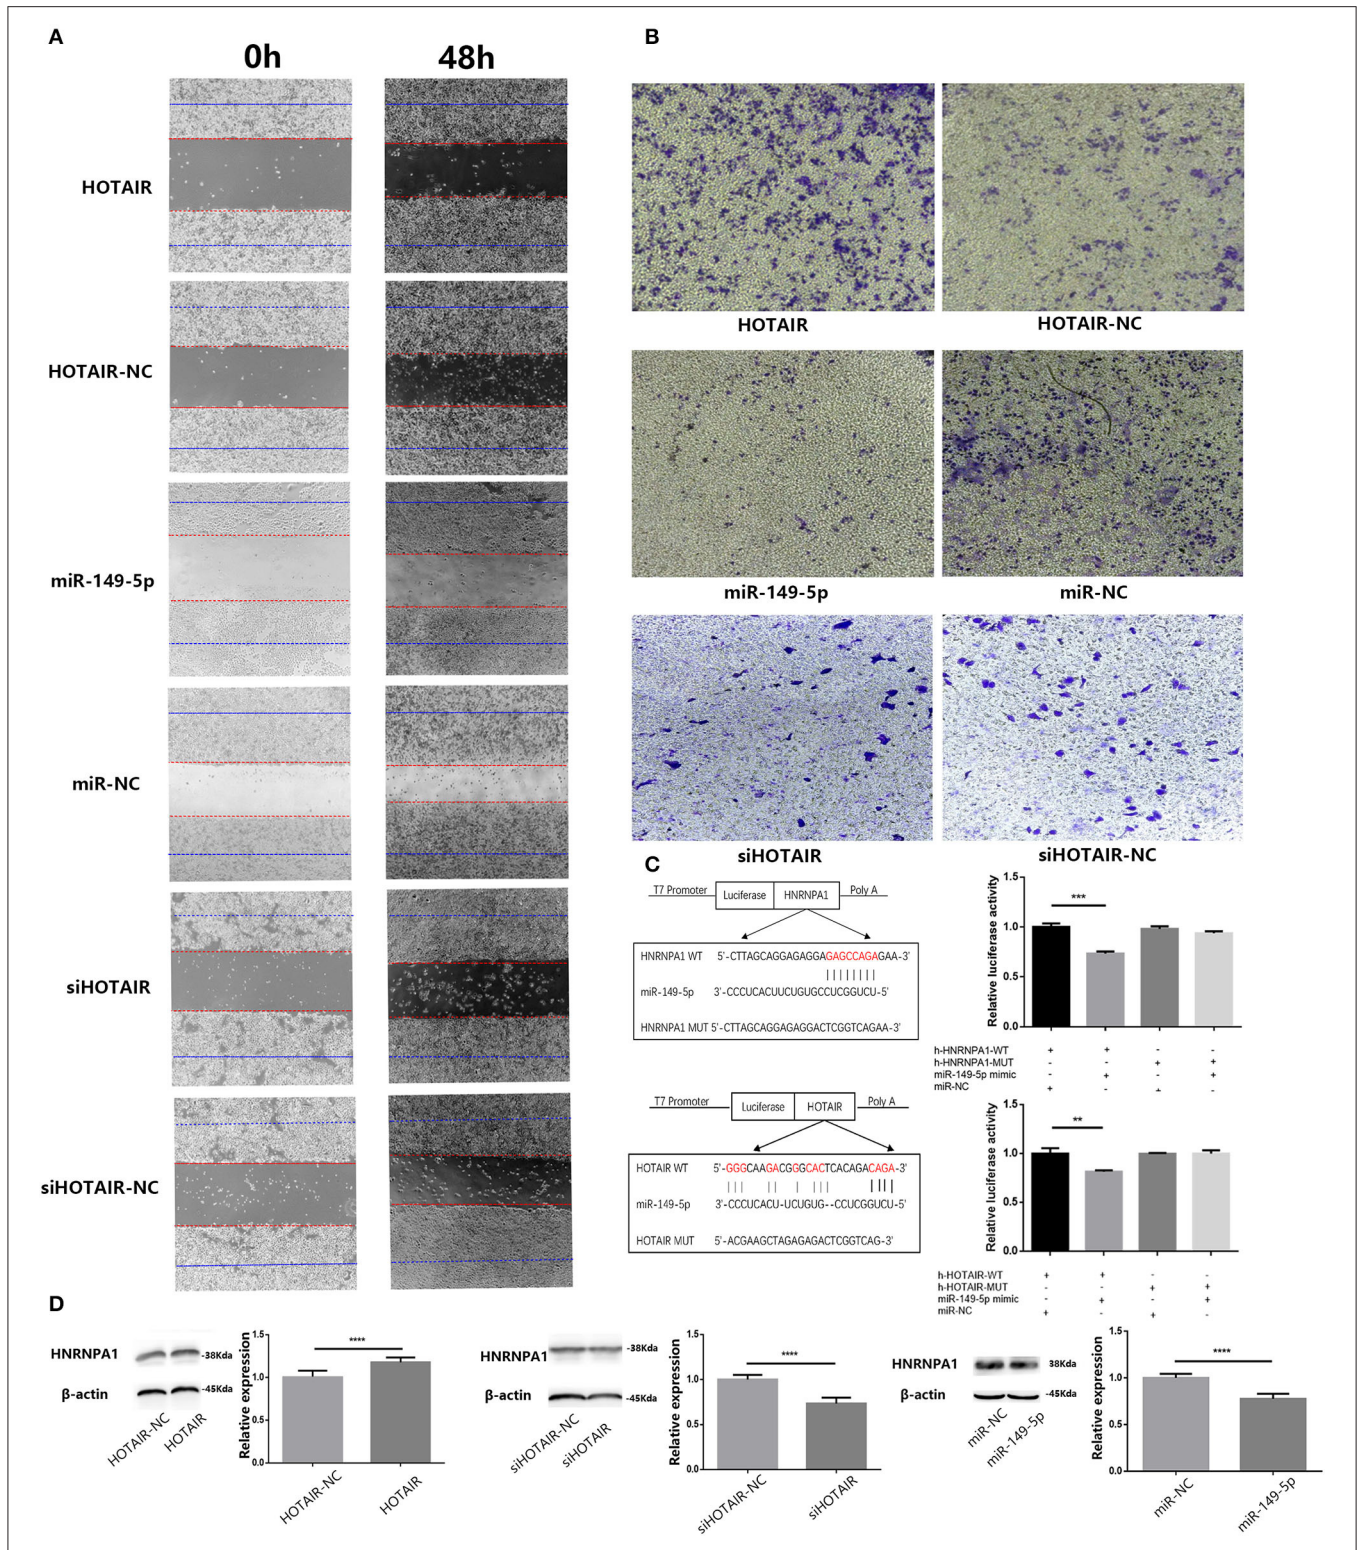 A
0h 48h
HOTAIR
HOTAIR-NC
miR-149-5p
miR-NC
siHOTAIR
siHOTAIR-NC
B
HOTAIR HOTAIR-NC
miR-149-5p miR-NC
siHOTAIR siHOTAIR-NC
C
T7 Promoter Luciferase HNRNPA1 Poly A
HNRNPA1 WT 5'-CTTAGCAGGAGAGGAGAGCCAGAGAA-3'
miR-149-5p 3'-CCCUCACUUCUGUGCCUCGGUCU-5'
HNRNPA1 MUT 5'-CTTAGCAGGAGAGGACTCGGTCAGAA-3'
Relative luciferase activity
1.5
1.0
0.5
0.0
***
h-HNRNPA1-WT + + - -
h-HNRNPA1-MUT - - + +
miR-149-5p mimic - + - +
miR-NC + - + -
T7 Promoter Luciferase HOTAIR Poly A
HOTAIR WT 5'-GGGCAAGACGGGCACTCACAGACAGA-3'
miR-149-5p 3'-CCCUCACU-UCUGUG--CCUCGGUCU-5'
HOTAIR MUT 5'-ACGAAGCTAGAGAGACTCGGTCAG-3'
Relative luciferase activity
1.5
1.0
0.5
0.0
**
h-HOTAIR-WT + + - -
h-HOTAIR-MUT - - + +
miR-149-5p mimic - + - +
miR-NC + - + -
D
HNRNPA1 -38Kda
β-actin -45Kda
HOTAIR-NC HOTAIR
Relative expression
1.5
1.0
0.5
0.0
****
HOTAIR-NC HOTAIR
HNRNPA1 -38Kda
β-actin -45Kda
siHOTAIR-NC siHOTAIR
Relative expression
1.5
1.0
0.5
0.0
****
siHOTAIR-NC siHOTAIR
HNRNPA1 38Kda
β-actin -45Kda
miR-NC miR-149-5p
Relative expression
1.5
1.0
0.5
0.0
****
miR-NC miR-149-5p